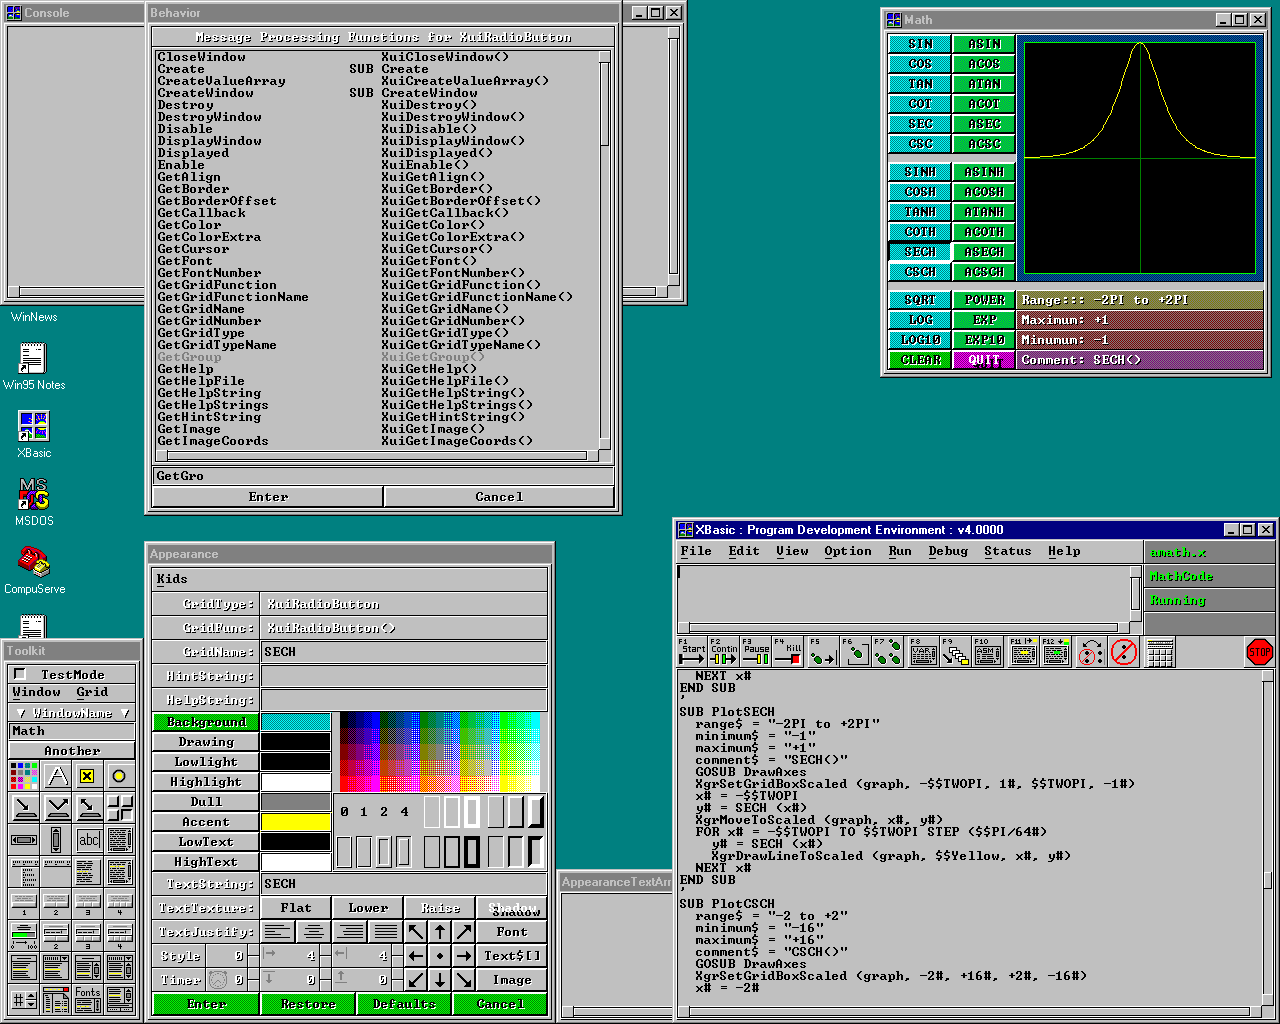 Console
Behavior
Message Processing Functions for XuiRadioButton
CloseWindow XuiCloseWindow()
Create SUB Create
CreateValueArray XuiCreateValueArray()
CreateWindow SUB CreateWindow
Destroy XuiDestroy()
DestroyWindow XuiDestroyWindow()
Disable XuiDisable()
DisplayWindow XuiDisplayWindow()
Displayed XuiDisplayed()
Enable XuiEnable()
GetAlign XuiGetAlign()
GetBorder XuiGetBorder()
GetBorderOffset XuiGetBorderOffset()
GetCallback XuiGetCallback()
GetColor XuiGetColor()
GetColorExtra XuiGetColorExtra()
GetCursor XuiGetCursor()
GetFont XuiGetFont()
GetFontNumber XuiGetFontNumber()
GetGridFunction XuiGetGridFunction()
GetGridFunctionName XuiGetGridFunctionName()
GetGridName XuiGetGridName()
GetGridNumber XuiGetGridNumber()
GetGridType XuiGetGridType()
GetGridTypeName XuiGetGridTypeName()
GetGroup XuiGetGroup()
GetHelp XuiGetHelp()
GetHelpFile XuiGetHelpFile()
GetHelpString XuiGetHelpString()
GetHelpStrings XuiGetHelpStrings()
GetHintString XuiGetHintString()
GetImage XuiGetImage()
GetImageCoords XuiGetImageCoords()
GetGro
Enter Cancel
Math
SIN ASIN
COS ACOS
TAN ATAN
COT ACOT
SEC ASEC
CSC ACSC
SINH ASINH
COSH ACOSH
TANH ATANH
COTH ACOTH
SECH ASECH
CSCH ACSCH
SQRT POWER Range::: -2PI to +2PI
LOG EXP Maximum: +1
LOG10 EXP10 Minumum: -1
CLEAR QUIT Comment: SECH()
WinNews
Win95 Notes
XBasic
MSDOS
CompuServe
Toolkit
TestMode
Window Grid
WindowName
Math
Another
A
abc
1 2 3 4
0 → 100 2 3 4
Fonts
#
Appearance
Kids
GridType: XuiRadioButton
GridFunc: XuiRadioButton()
GridName: SECH
HintString:
HelpString:
Background
Drawing
Lowlight
Highlight
Dull 0 1 2 4
Accent
LowText
HighText
TextString: SECH
TextTexture: Flat Lower Raise Shadow
TextJustify: Font
Style 0 4 4 Text$[]
Timer 0 0 0 Image
Enter Restore Defaults Cancel
AppearanceTextArr
XBasic : Program Development Environment : v4.0000
File Edit View Option Run Debug Status Help
amath.x
MathCode
Running
F1 Start F2 Contin F3 Pause F4 Kill F5 F6 F7 F8 VAR F9 F10 ASM F11 F12 STOP
NEXT x#
END SUB
'
SUB PlotSECH
range$ = "-2PI to +2PI"
minimum$ = "-1"
maximum$ = "+1"
comment$ = "SECH()"
GOSUB DrawAxes
XgrSetGridBoxScaled (graph, -$$TWOPI, 1#, $$TWOPI, -1#)
x# = -$$TWOPI
y# = SECH (x#)
XgrMoveToScaled (graph, x#, y#)
FOR x# = -$$TWOPI TO $$TWOPI STEP ($$PI/64#)
y# = SECH (x#)
XgrDrawLineToScaled (graph, $$Yellow, x#, y#)
NEXT x#
END SUB
'
SUB PlotCSCH
range$ = "-2 to +2"
minimum$ = "-16"
maximum$ = "+16"
comment$ = "CSCH()"
GOSUB DrawAxes
XgrSetGridBoxScaled (graph, -2#, +16#, +2#, -16#)
x# = -2#